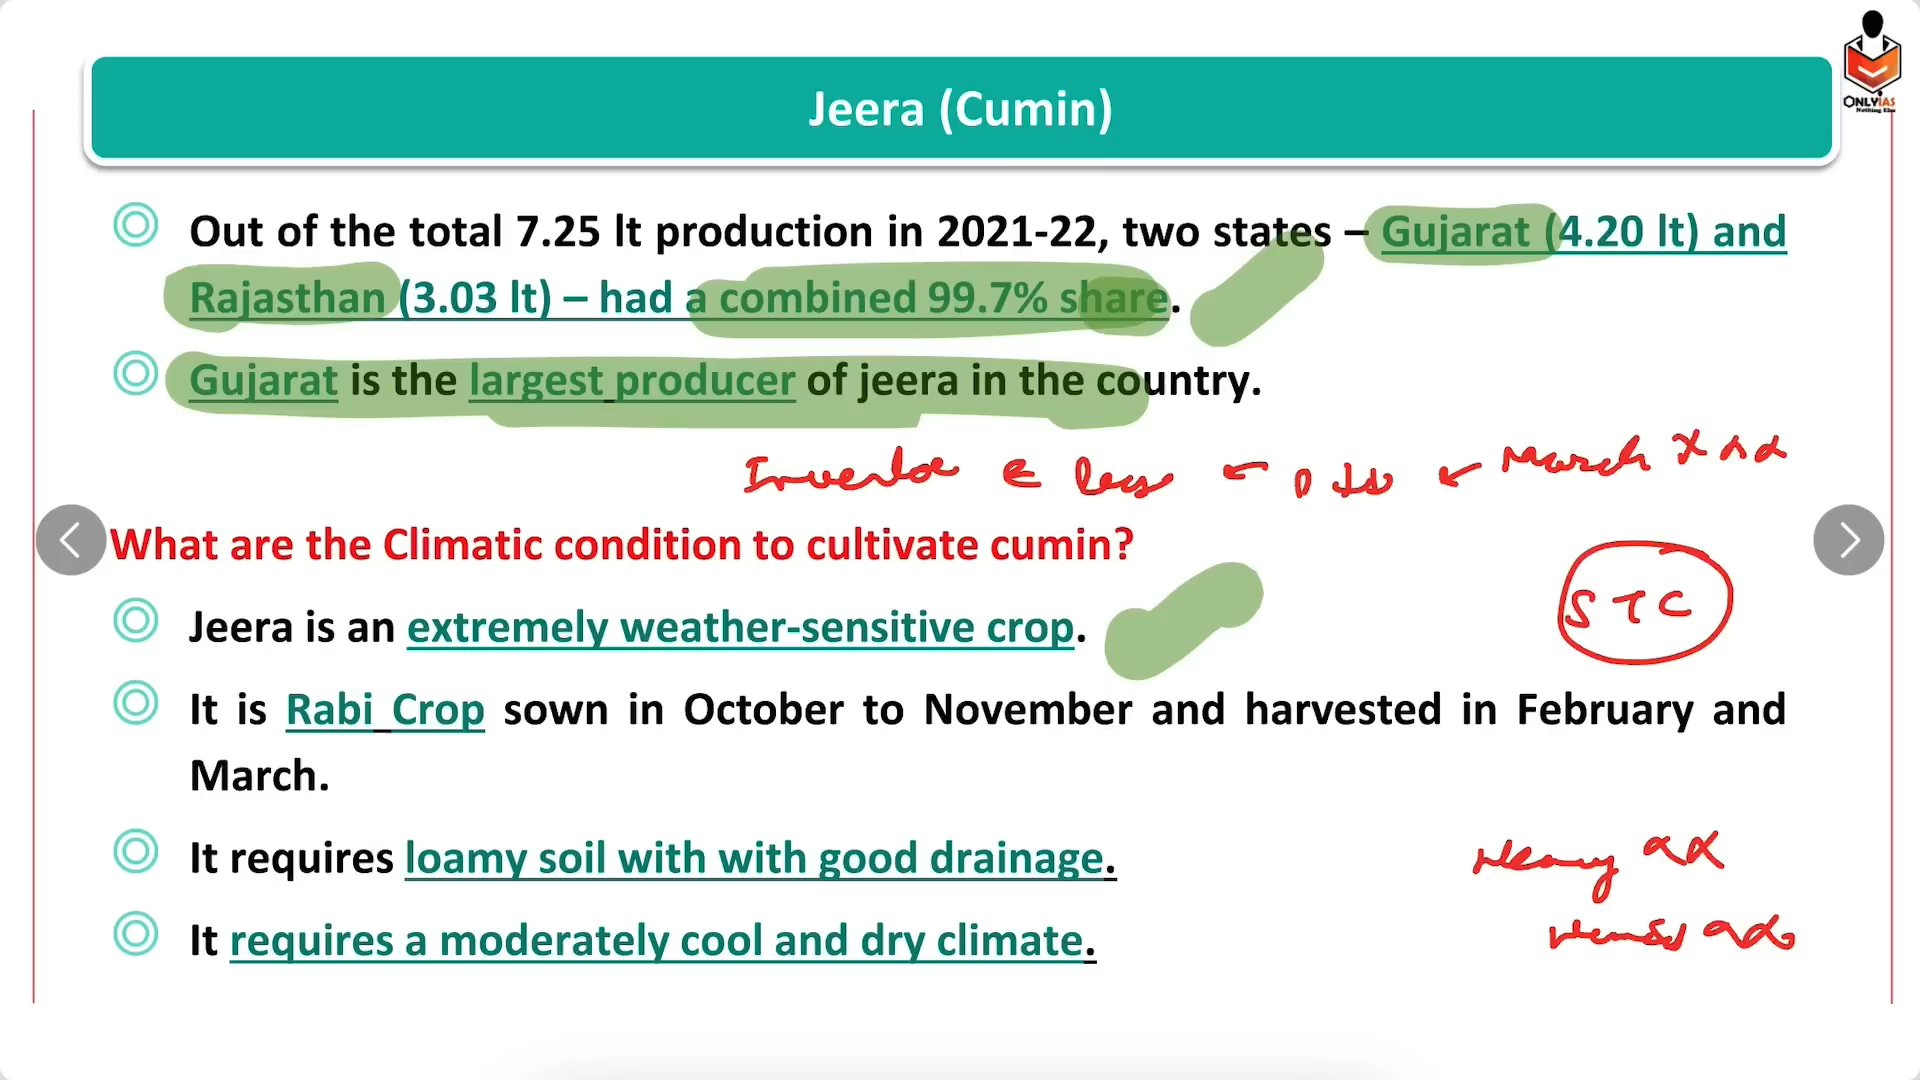 ONLYIAS
Nothing Else
Jeera (Cumin)
Out of the total 7.25 lt production in 2021-22, two states – Gujarat (4.20 lt) and
Rajasthan (3.03 lt) – had a combined 99.7% share.
Gujarat is the largest producer of jeera in the country.
March
What are the Climatic condition to cultivate cumin?
STC
Jeera is an extremely weather-sensitive crop.
It is Rabi Crop sown in October to November and harvested in February and
March.
Heavy
It requires loamy soil with with good drainage.
It requires a moderately cool and dry climate.